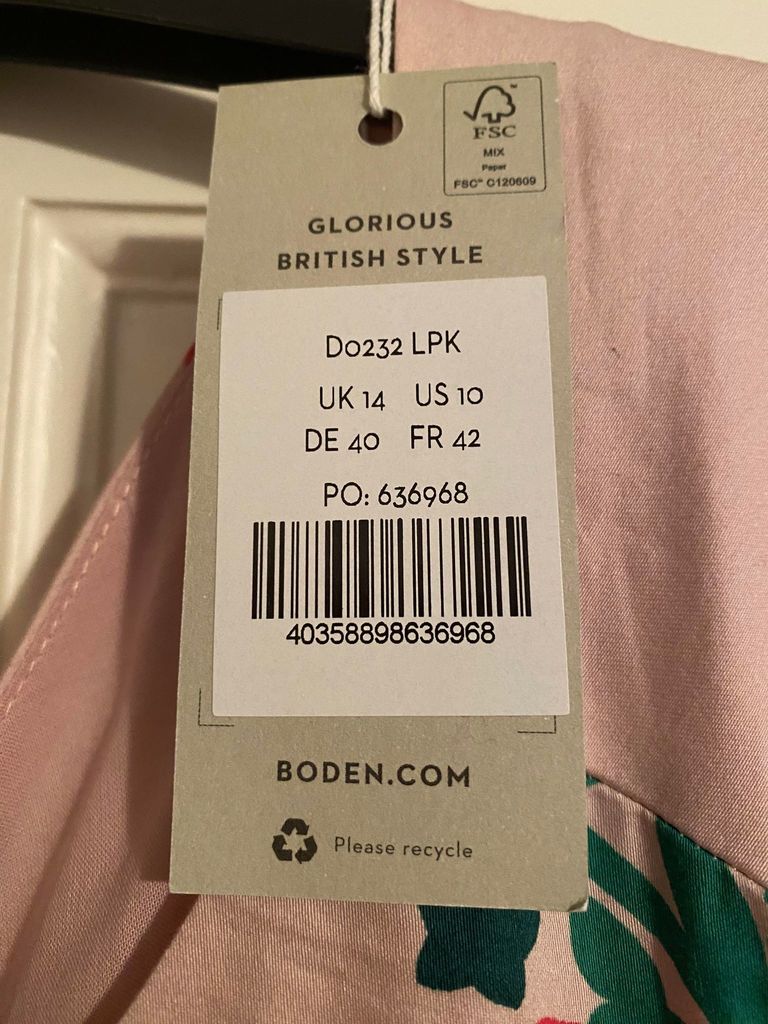 FSC™
MIX
Paper
FSC™ C120609
GLORIOUS
BRITISH STYLE
D0232 LPK
UK 14 US 10
DE 40 FR 42
PO: 636968
40358898636968
BODEN.COM
Please recycle